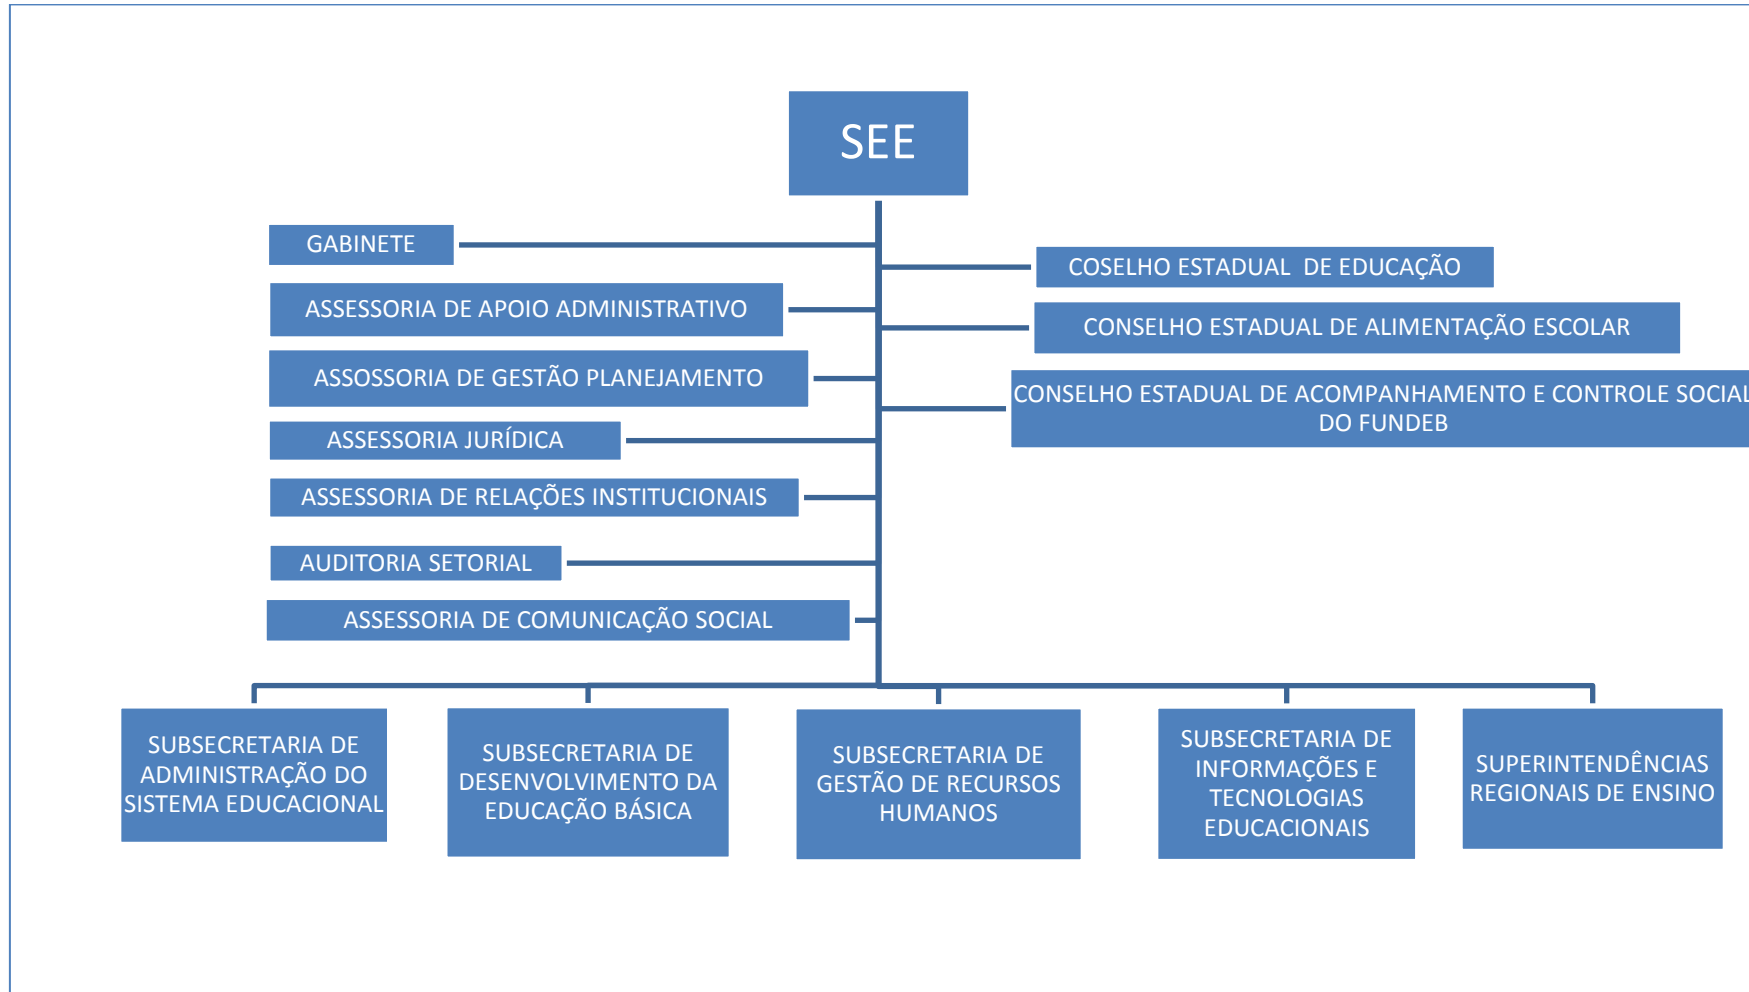 SEE
GABINETE
ASSESSORIA DE APOIO ADMINISTRATIVO
ASSOSSORIA DE GESTÃO PLANEJAMENTO
ASSESSORIA JURÍDICA
ASSESSORIA DE RELAÇÕES INSTITUCIONAIS
AUDITORIA SETORIAL
ASSESSORIA DE COMUNICAÇÃO SOCIAL
COSELHO ESTADUAL DE EDUCAÇÃO
CONSELHO ESTADUAL DE ALIMENTAÇÃO ESCOLAR
CONSELHO ESTADUAL DE ACOMPANHAMENTO E CONTROLE SOCIAL
DO FUNDEB
SUBSECRETARIA DE
ADMINISTRAÇÃO DO
SISTEMA EDUCACIONAL
SUBSECRETARIA DE
DESENVOLVIMENTO DA
EDUCAÇÃO BÁSICA
SUBSECRETARIA DE
GESTÃO DE RECURSOS
HUMANOS
SUBSECRETARIA DE
INFORMAÇÕES E
TECNOLOGIAS
EDUCACIONAIS
SUPERINTENDÊNCIAS
REGIONAIS DE ENSINO